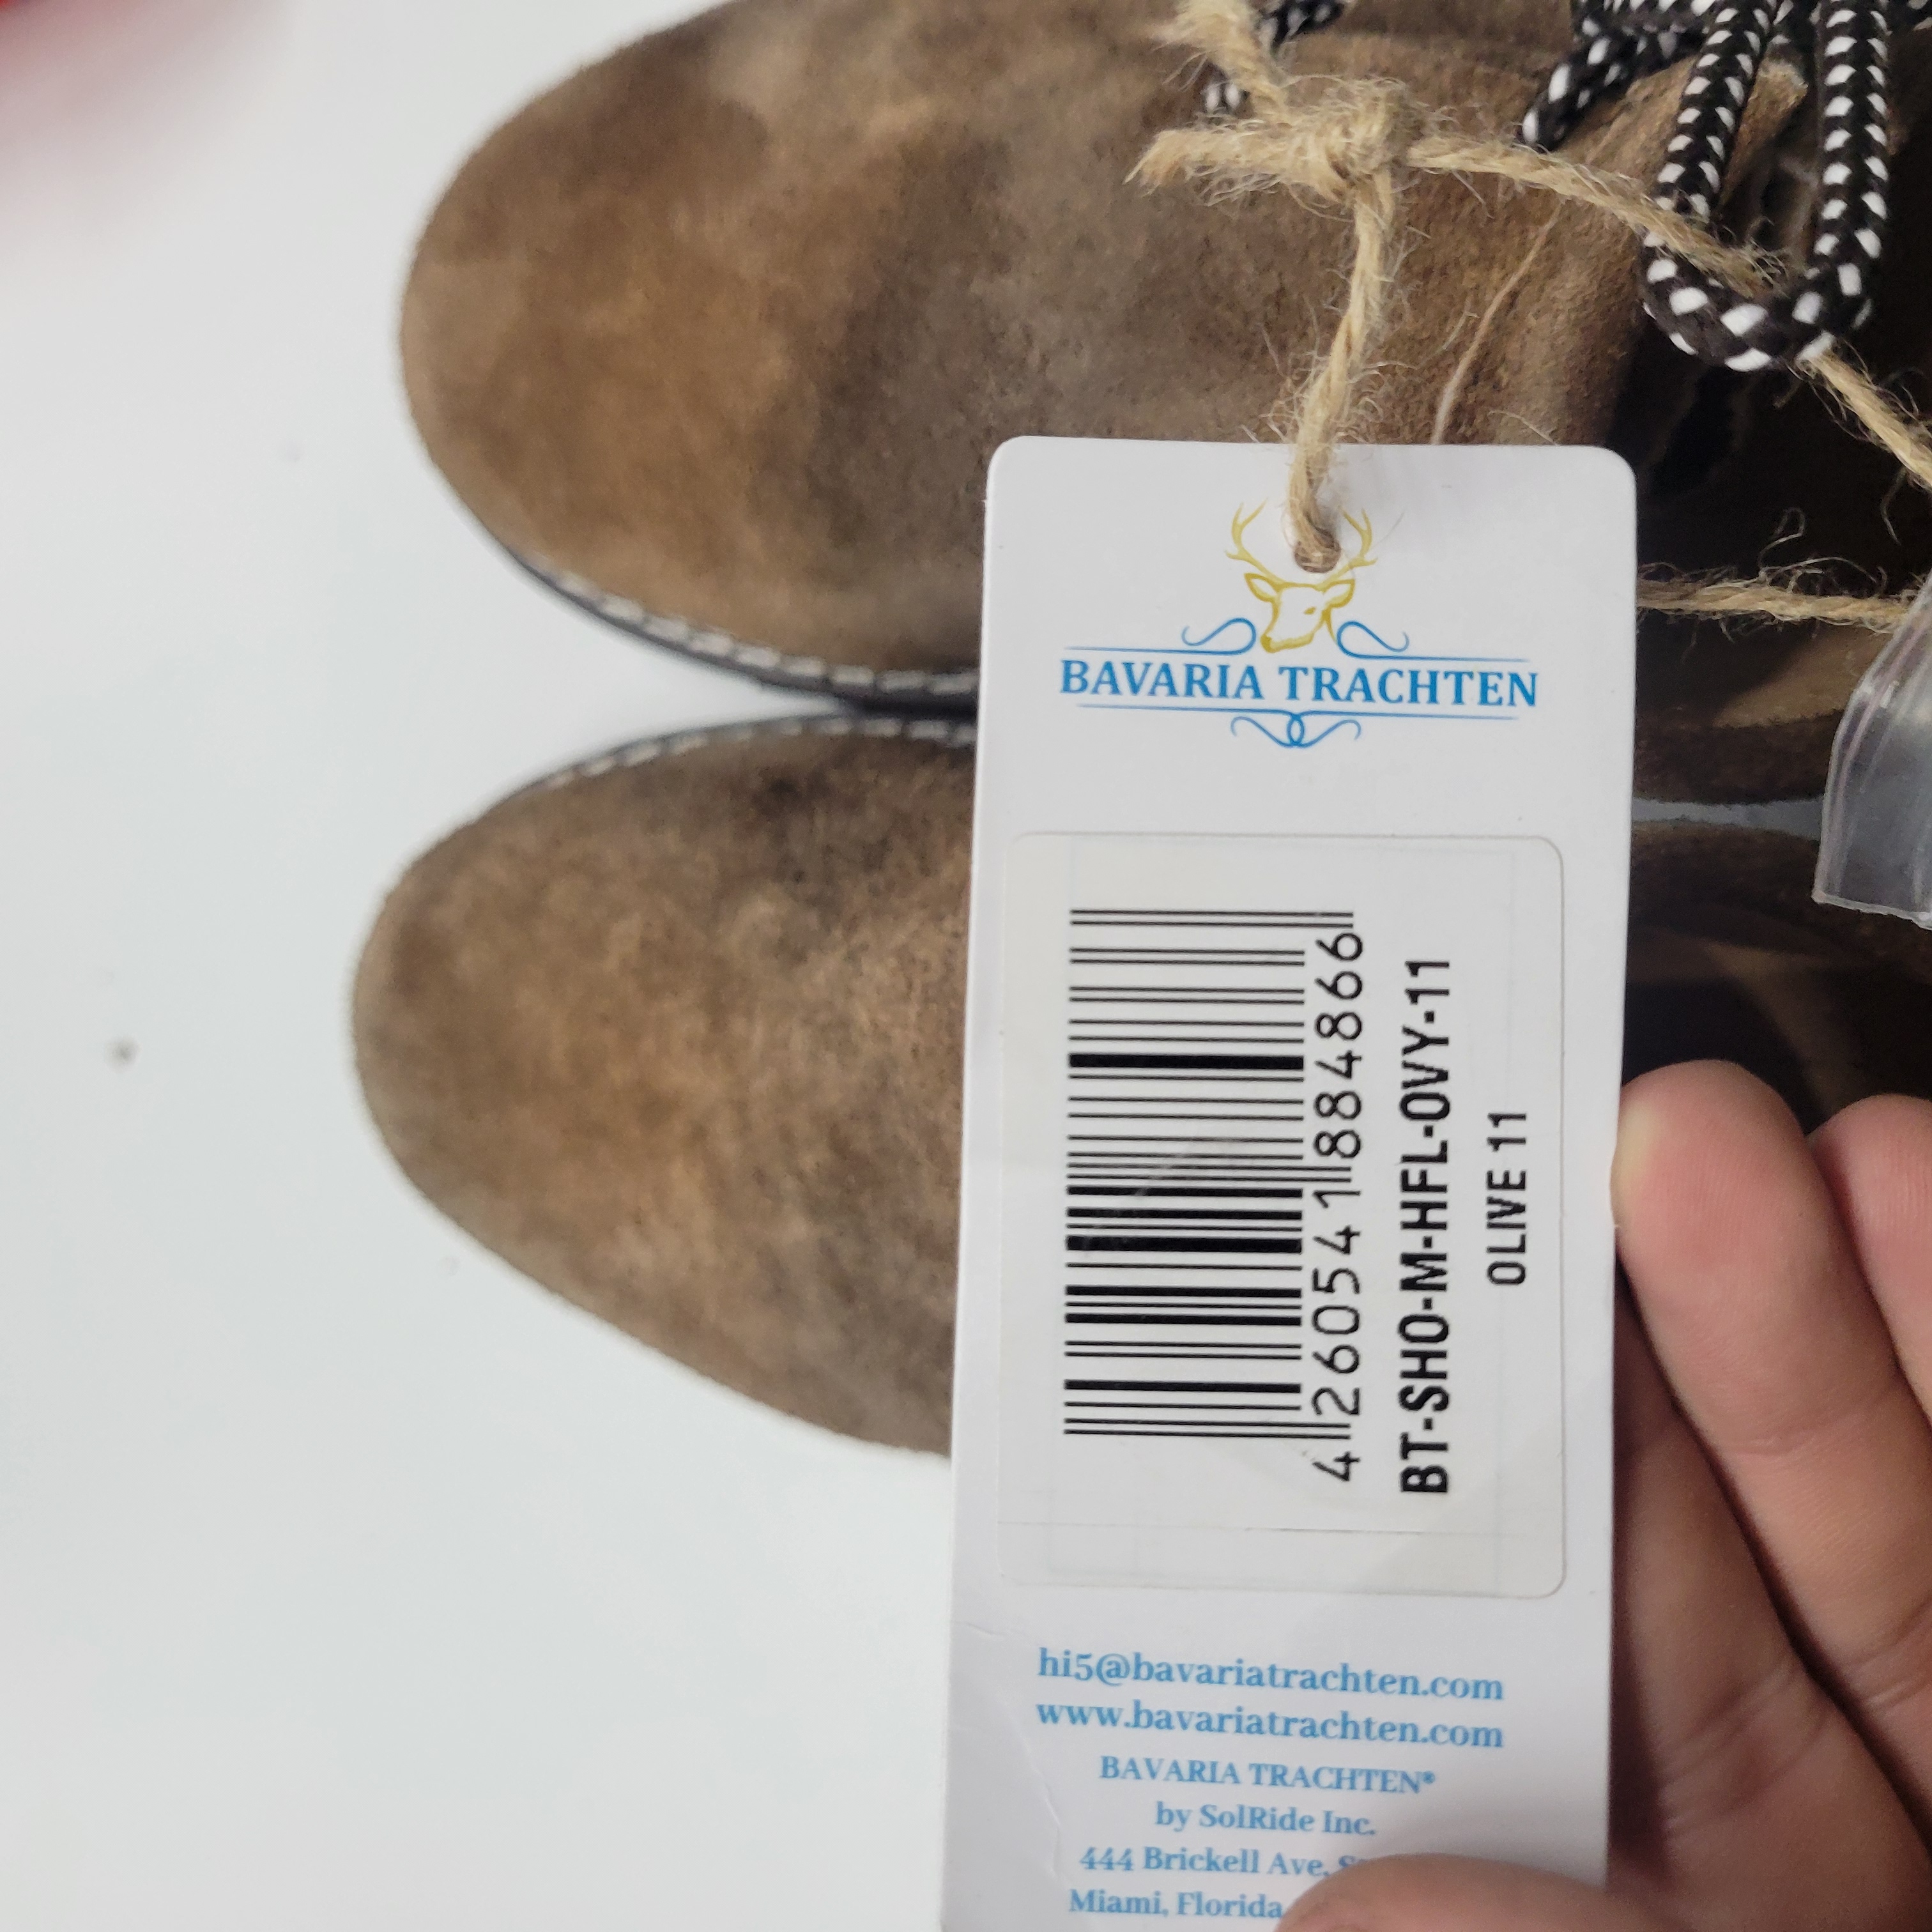 BAVARIA TRACHTEN
4 260541 884866
BT-SHO-M-HFL-OVY-11
OLIVE 11
hi5@bavariatrachten.com
www.bavariatrachten.com
BAVARIA TRACHTEN®
by SolRide Inc.
444 Brickell Ave.
Miami, Florida